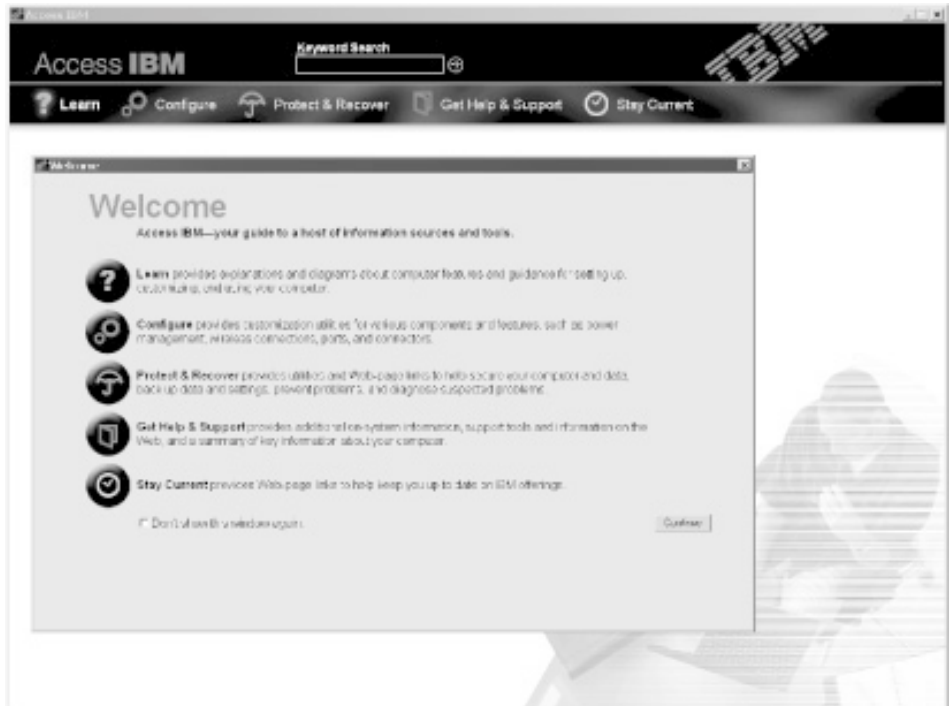 Access IBM
Access IBM
Keyword Search
IBM
Learn
Configure
Protect & Recover
Get Help & Support
Stay Current
Welcome
Welcome
Access IBM—your guide to a host of information sources and tools.
Learn provides explanations and diagrams about computer features and guidance for setting up,
customizing, and using your computer.
Configure provides customization utilities for various components and features, such as power
management, wireless connections, ports, and connectors.
Protect & Recover provides utilities and Web-page links to help secure your computer and data,
back up data and settings, prevent problems, and diagnose suspected problems.
Get Help & Support provides additional on-system information, support tools and information on the
Web, and a summary of key information about your computer.
Stay Current provides Web-page links to help keep you up to date on IBM offerings.
Don't show this window again.
Continue